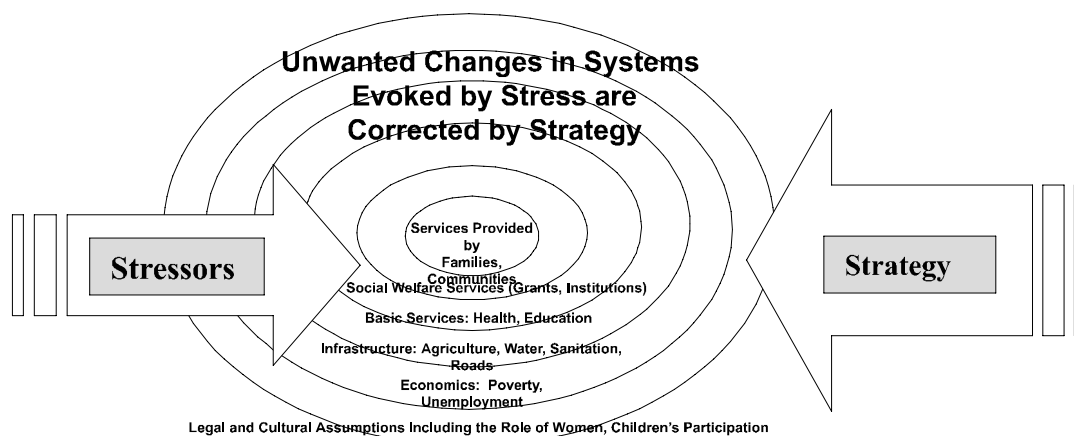 Unwanted Changes in Systems
Evoked by Stress are
Corrected by Strategy
Stressors
Strategy
Services Provided
by
Families,
Communities
Social Welfare Services (Grants, Institutions)
Basic Services: Health, Education
Infrastructure: Agriculture, Water, Sanitation,
Roads
Economics: Poverty,
Unemployment
Legal and Cultural Assumptions Including the Role of Women, Children's Participation